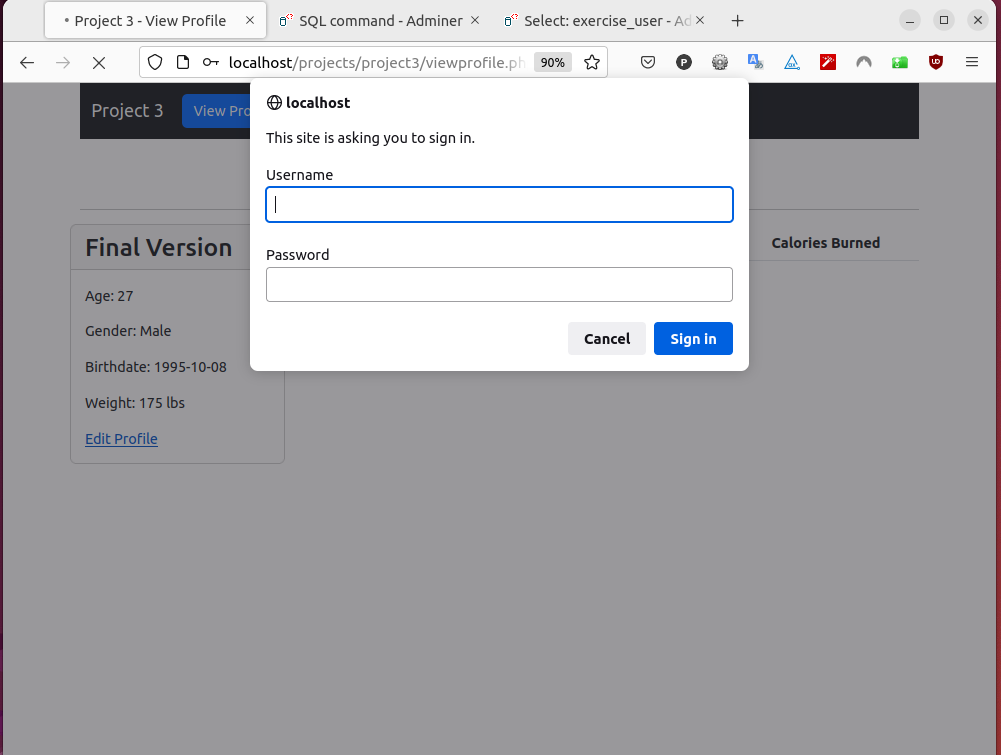 Project 3 - View Profile
SQL command - Adminer
Select: exercise_user - Ad
localhost/projects/project3/viewprofile.ph
90%
Project 3
View Pro
localhost
This site is asking you to sign in.
Username
Password
Cancel
Sign in
Final Version
Calories Burned
Age: 27
Gender: Male
Birthdate: 1995-10-08
Weight: 175 lbs
Edit Profile